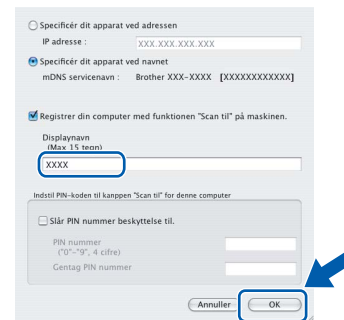 Specificér dit apparat ved adressen
IP adresse : XXX.XXX.XXX.XXX
Specificér dit apparat ved navnet
mDNS servicenavn : Brother XXX-XXXX [XXXXXXXXXXXX]
Registrer din computer med funktionen "Scan til" på maskinen.
Displaynavn
(Max 15 tegn)
XXXX
Indstil PIN-koden til kanppen "Scan til" for denne computer
Slår PIN nummer beskyttelse til.
PIN nummer
("0"-"9", 4 cifre)
Gentag PIN nummer
Annuller OK